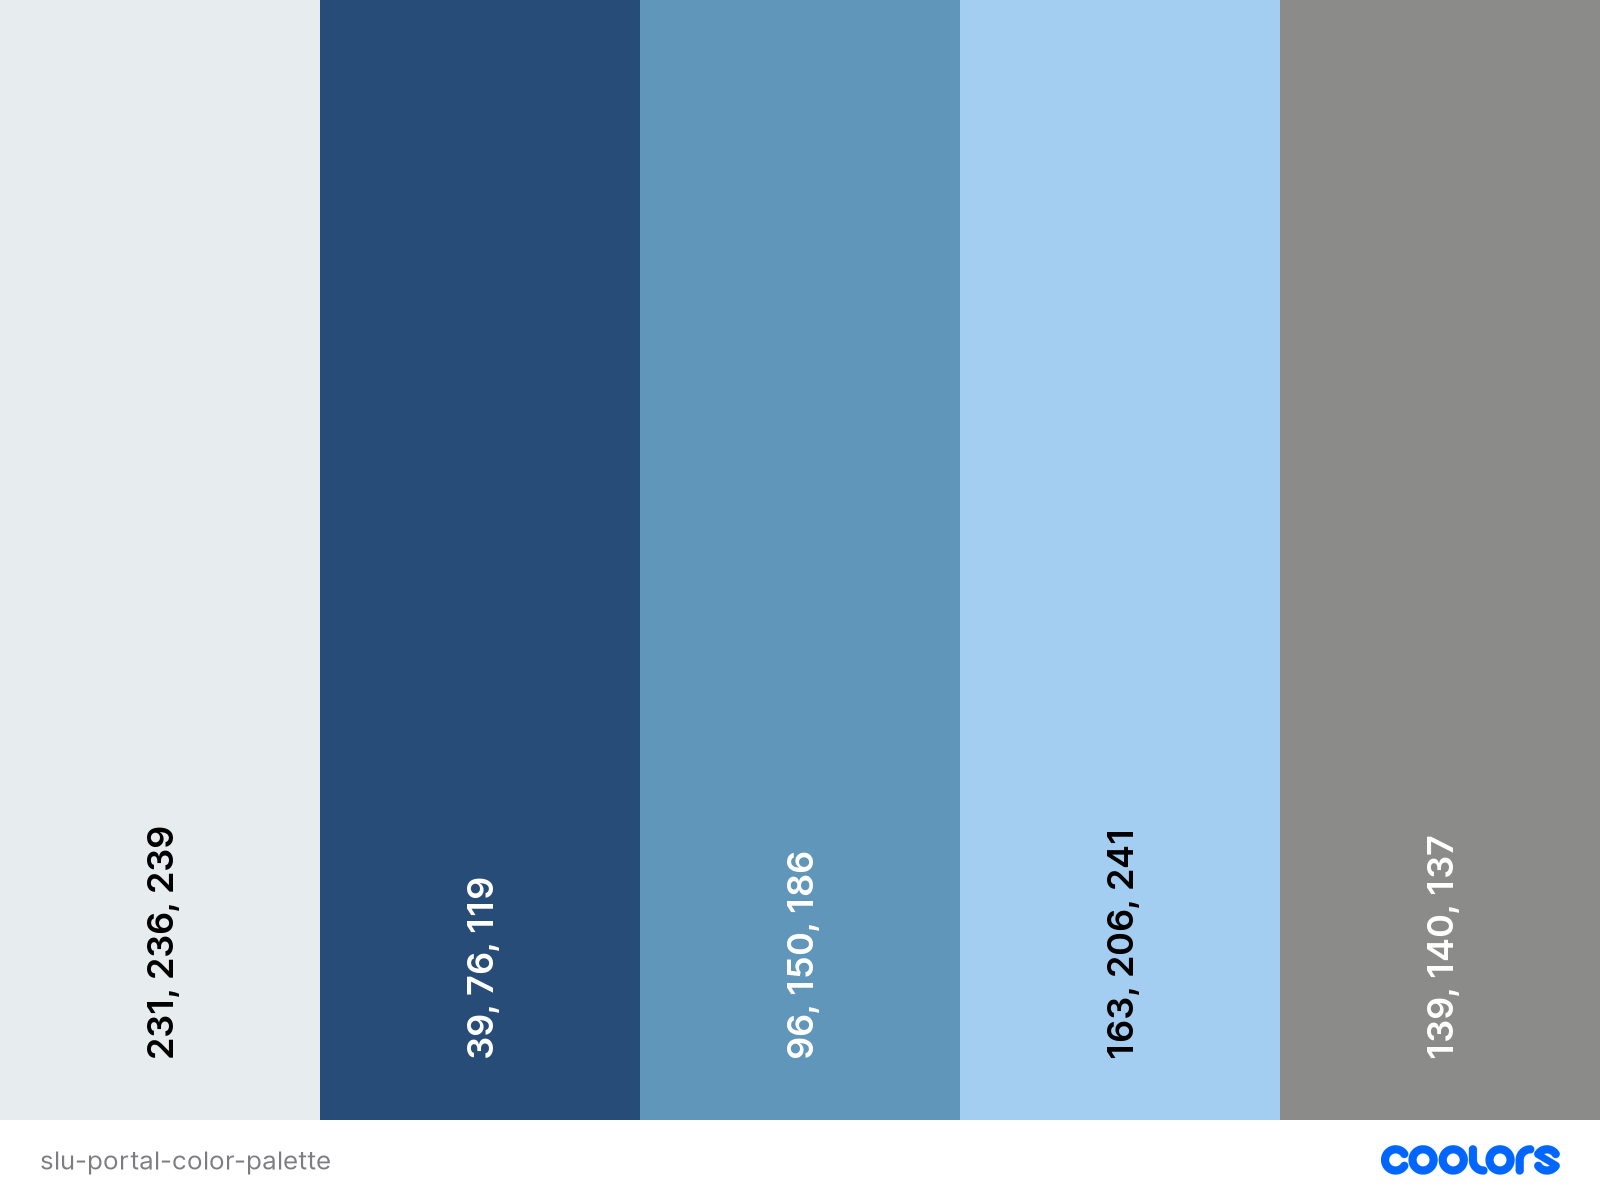 231, 236, 239
39, 76, 119
96, 150, 186
163, 206, 241
139, 140, 137
slu-portal-color-palette
coolors